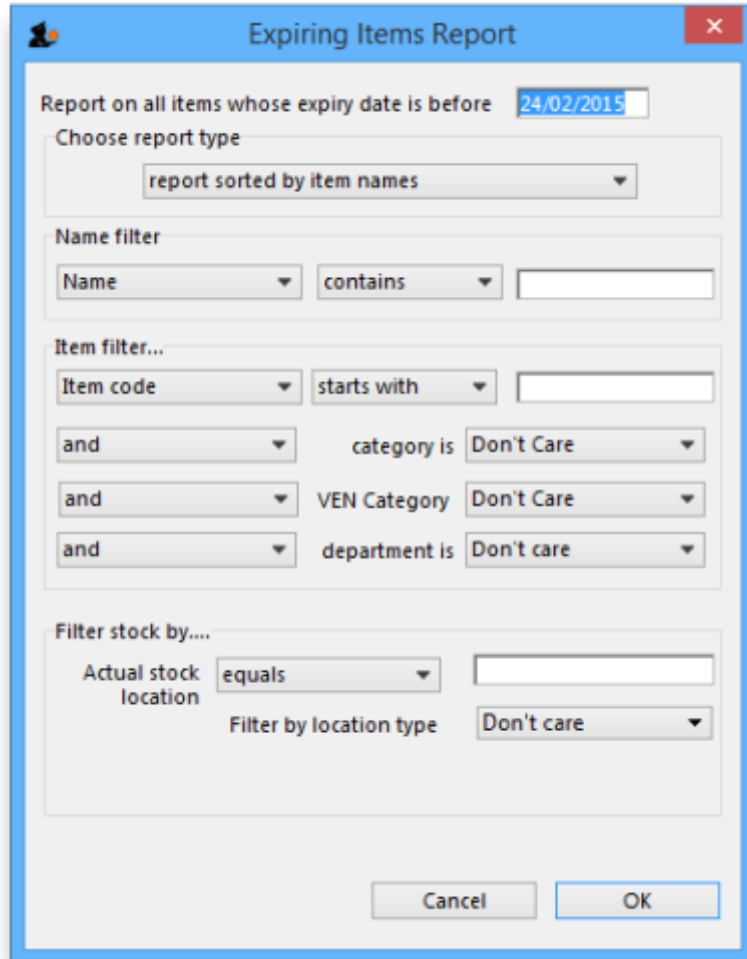 Expiring Items Report
Report on all items whose expiry date is before 24/02/2015
Choose report type
report sorted by item names
Name filter
Name contains
Item filter...
Item code starts with
and category is Don't Care
and VEN Category Don't Care
and department is Don't care
Filter stock by....
Actual stock location equals
Filter by location type Don't care
Cancel OK